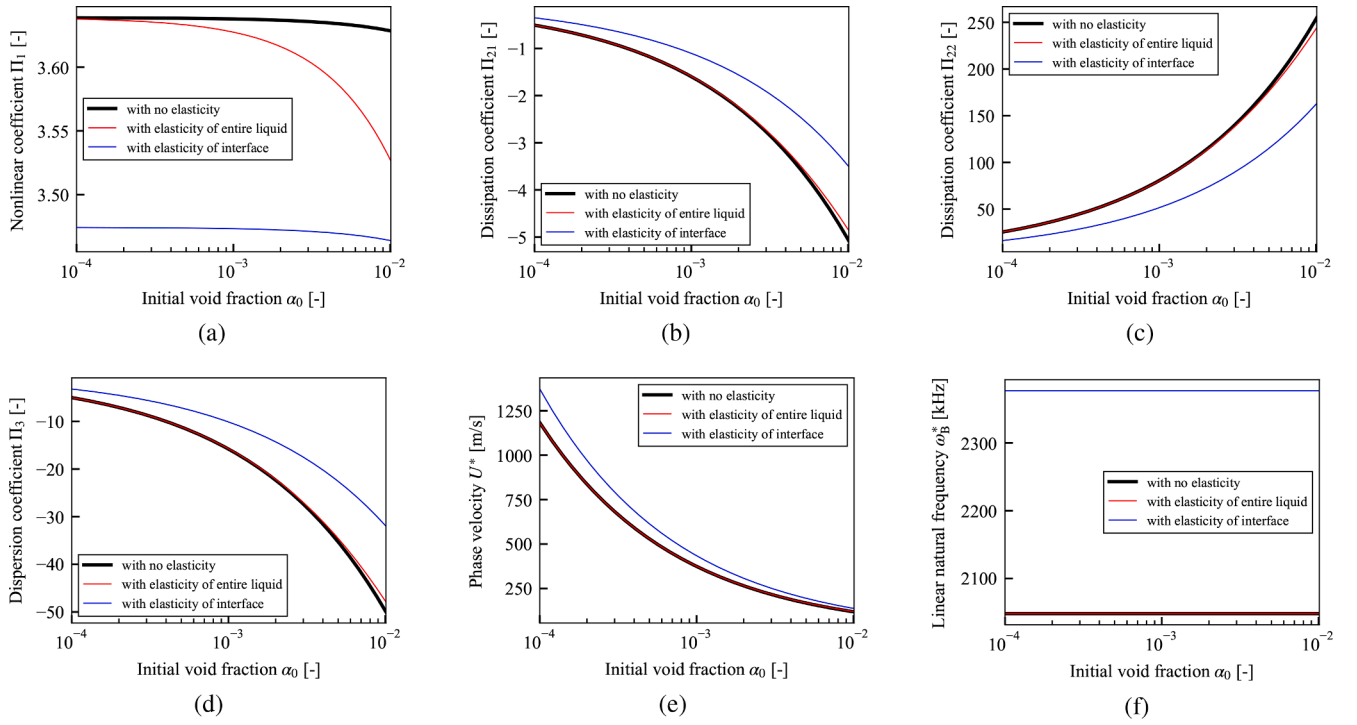 3.60
3.55
3.50
Nonlinear coefficient Π₁ [-]
with no elasticity
with elasticity of entire liquid
with elasticity of interface
10⁻⁴
10⁻³
10⁻²
Initial void fraction α₀ [-]
(a)
−1
−2
−3
−4
−5
Dissipation coefficient Π₂₁ [-]
with no elasticity
with elasticity of entire liquid
with elasticity of interface
10⁻⁴
10⁻³
10⁻²
Initial void fraction α₀ [-]
(b)
250
200
150
100
50
Dissipation coefficient Π₂₂ [-]
with no elasticity
with elasticity of entire liquid
with elasticity of interface
10⁻⁴
10⁻³
10⁻²
Initial void fraction α₀ [-]
(c)
−10
−20
−30
−40
−50
Dispersion coefficient Π₃ [-]
with no elasticity
with elasticity of entire liquid
with elasticity of interface
10⁻⁴
10⁻³
10⁻²
Initial void fraction α₀ [-]
(d)
1250
1000
750
500
250
Phase velocity U* [m/s]
with no elasticity
with elasticity of entire liquid
with elasticity of interface
10⁻⁴
10⁻³
10⁻²
Initial void fraction α₀ [-]
(e)
2300
2200
2100
Linear natural frequency ω*_B [kHz]
with no elasticity
with elasticity of entire liquid
with elasticity of interface
10⁻⁴
10⁻³
10⁻²
Initial void fraction α₀ [-]
(f)